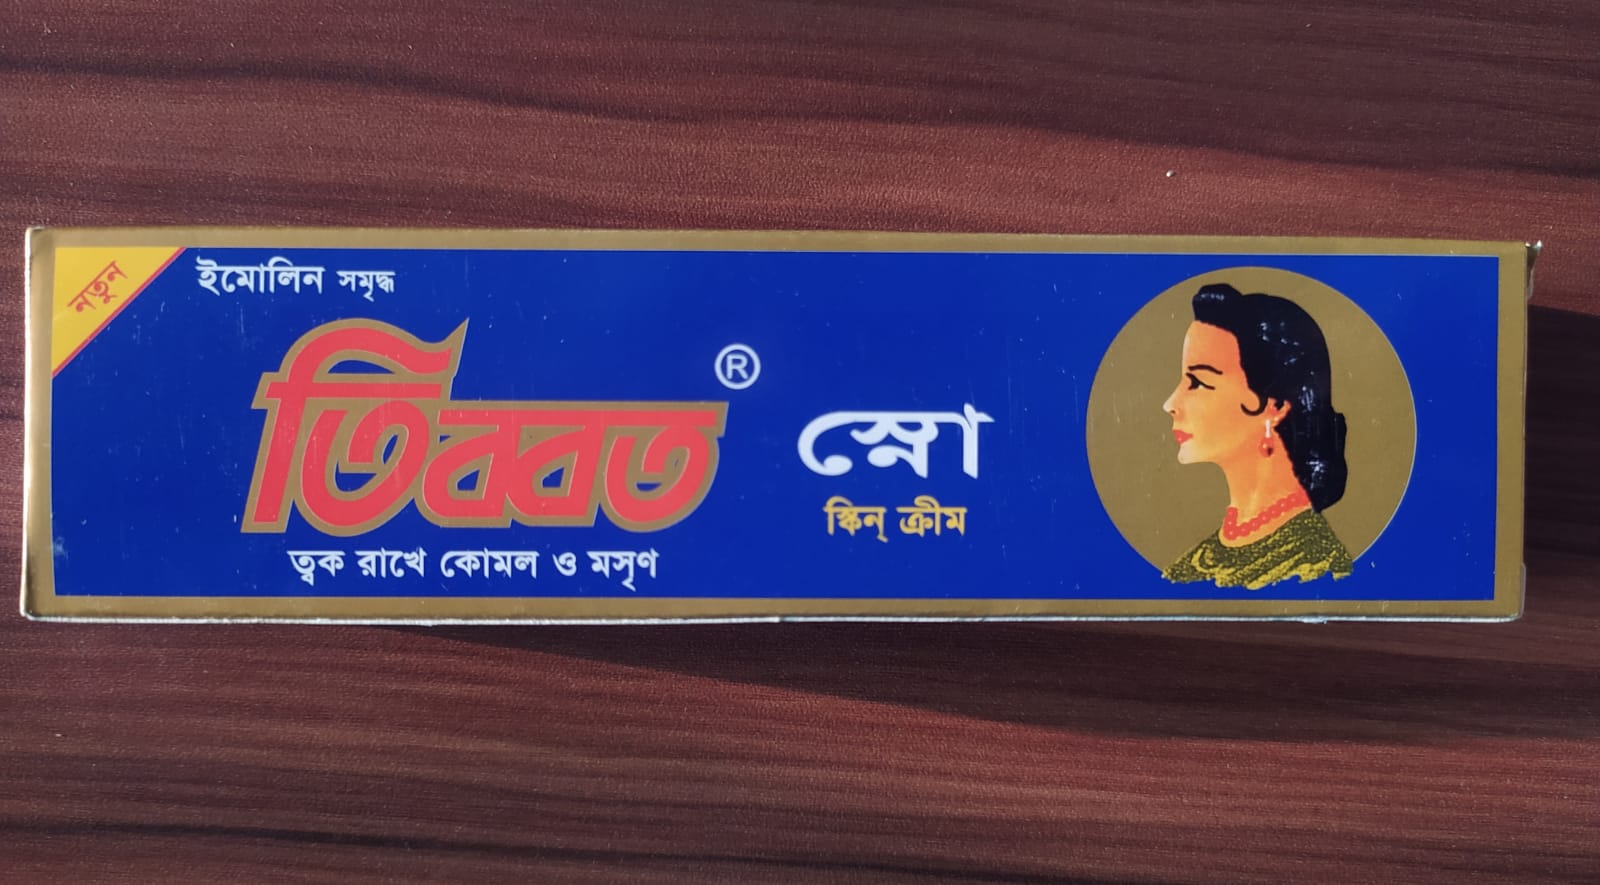 নতুন
ইমোলিন সমৃদ্ধ
তিব্বত ®
স্নো
স্কিন্ ক্রীম
ত্বক রাখে কোমল ও মসৃণ